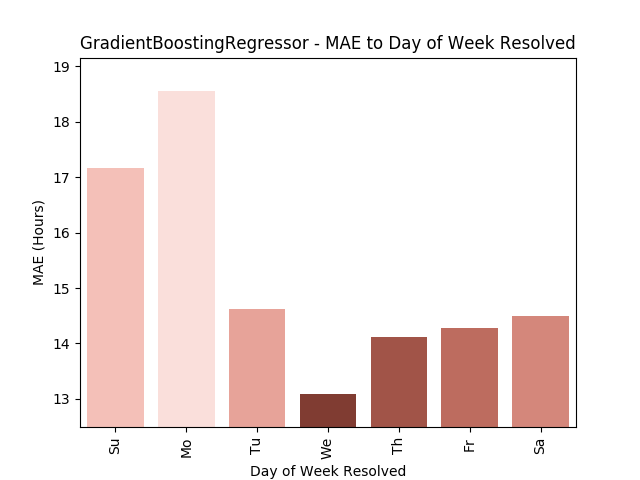 GradientBoostingRegressor - MAE to Day of Week Resolved
19
18
17
16
15
14
13
MAE (Hours)
Su
Mo
Tu
We
Th
Fr
Sa
Day of Week Resolved